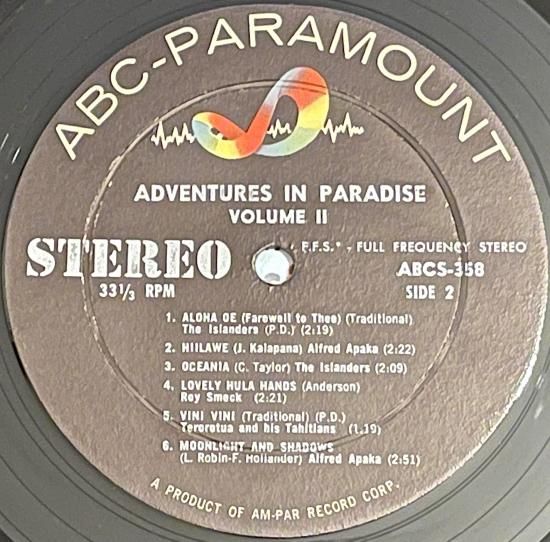 ABC-PARAMOUNT
ADVENTURES IN PARADISE
VOLUME II
STEREO
F.F.S.* - FULL FREQUENCY STEREO
33⅓ RPM
ABCS-358
SIDE 2
1. ALOHA OE (Farewell to Thee) (Traditional)
The Islanders (P.D.) (2:19)
2. HIILAWE (J. Kalapana) Alfred Apaka (2:22)
3. OCEANIA (C. Taylor) The Islanders (2:09)
4. LOVELY HULA HANDS (Anderson)
Roy Smeck (2:21)
5. VINI VINI (Traditional) (P.D.)
Terorotua and his Tahitians (1.19)
6. MOONLIGHT AND SHADOWS
(L. Robin-F. Hollander) Alfred Apaka (2:51)
A PRODUCT OF AM-PAR RECORD CORP.